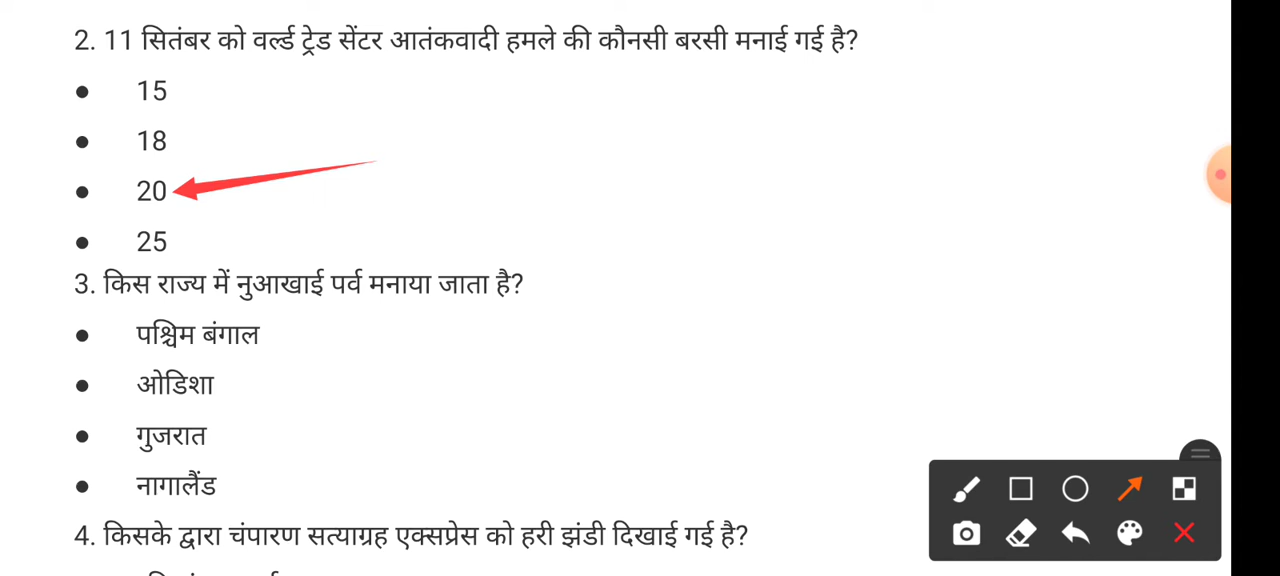 2. 11 सितंबर को वर्ल्ड ट्रेड सेंटर आतंकवादी हमले की कौनसी बरसी मनाई गई है?
15
18
20
25
3. किस राज्य में नुआखाई पर्व मनाया जाता है?
पश्चिम बंगाल
ओडिशा
गुजरात
नागालैंड
4. किसके द्वारा चंपारण सत्याग्रह एक्सप्रेस को हरी झंडी दिखाई गई है?